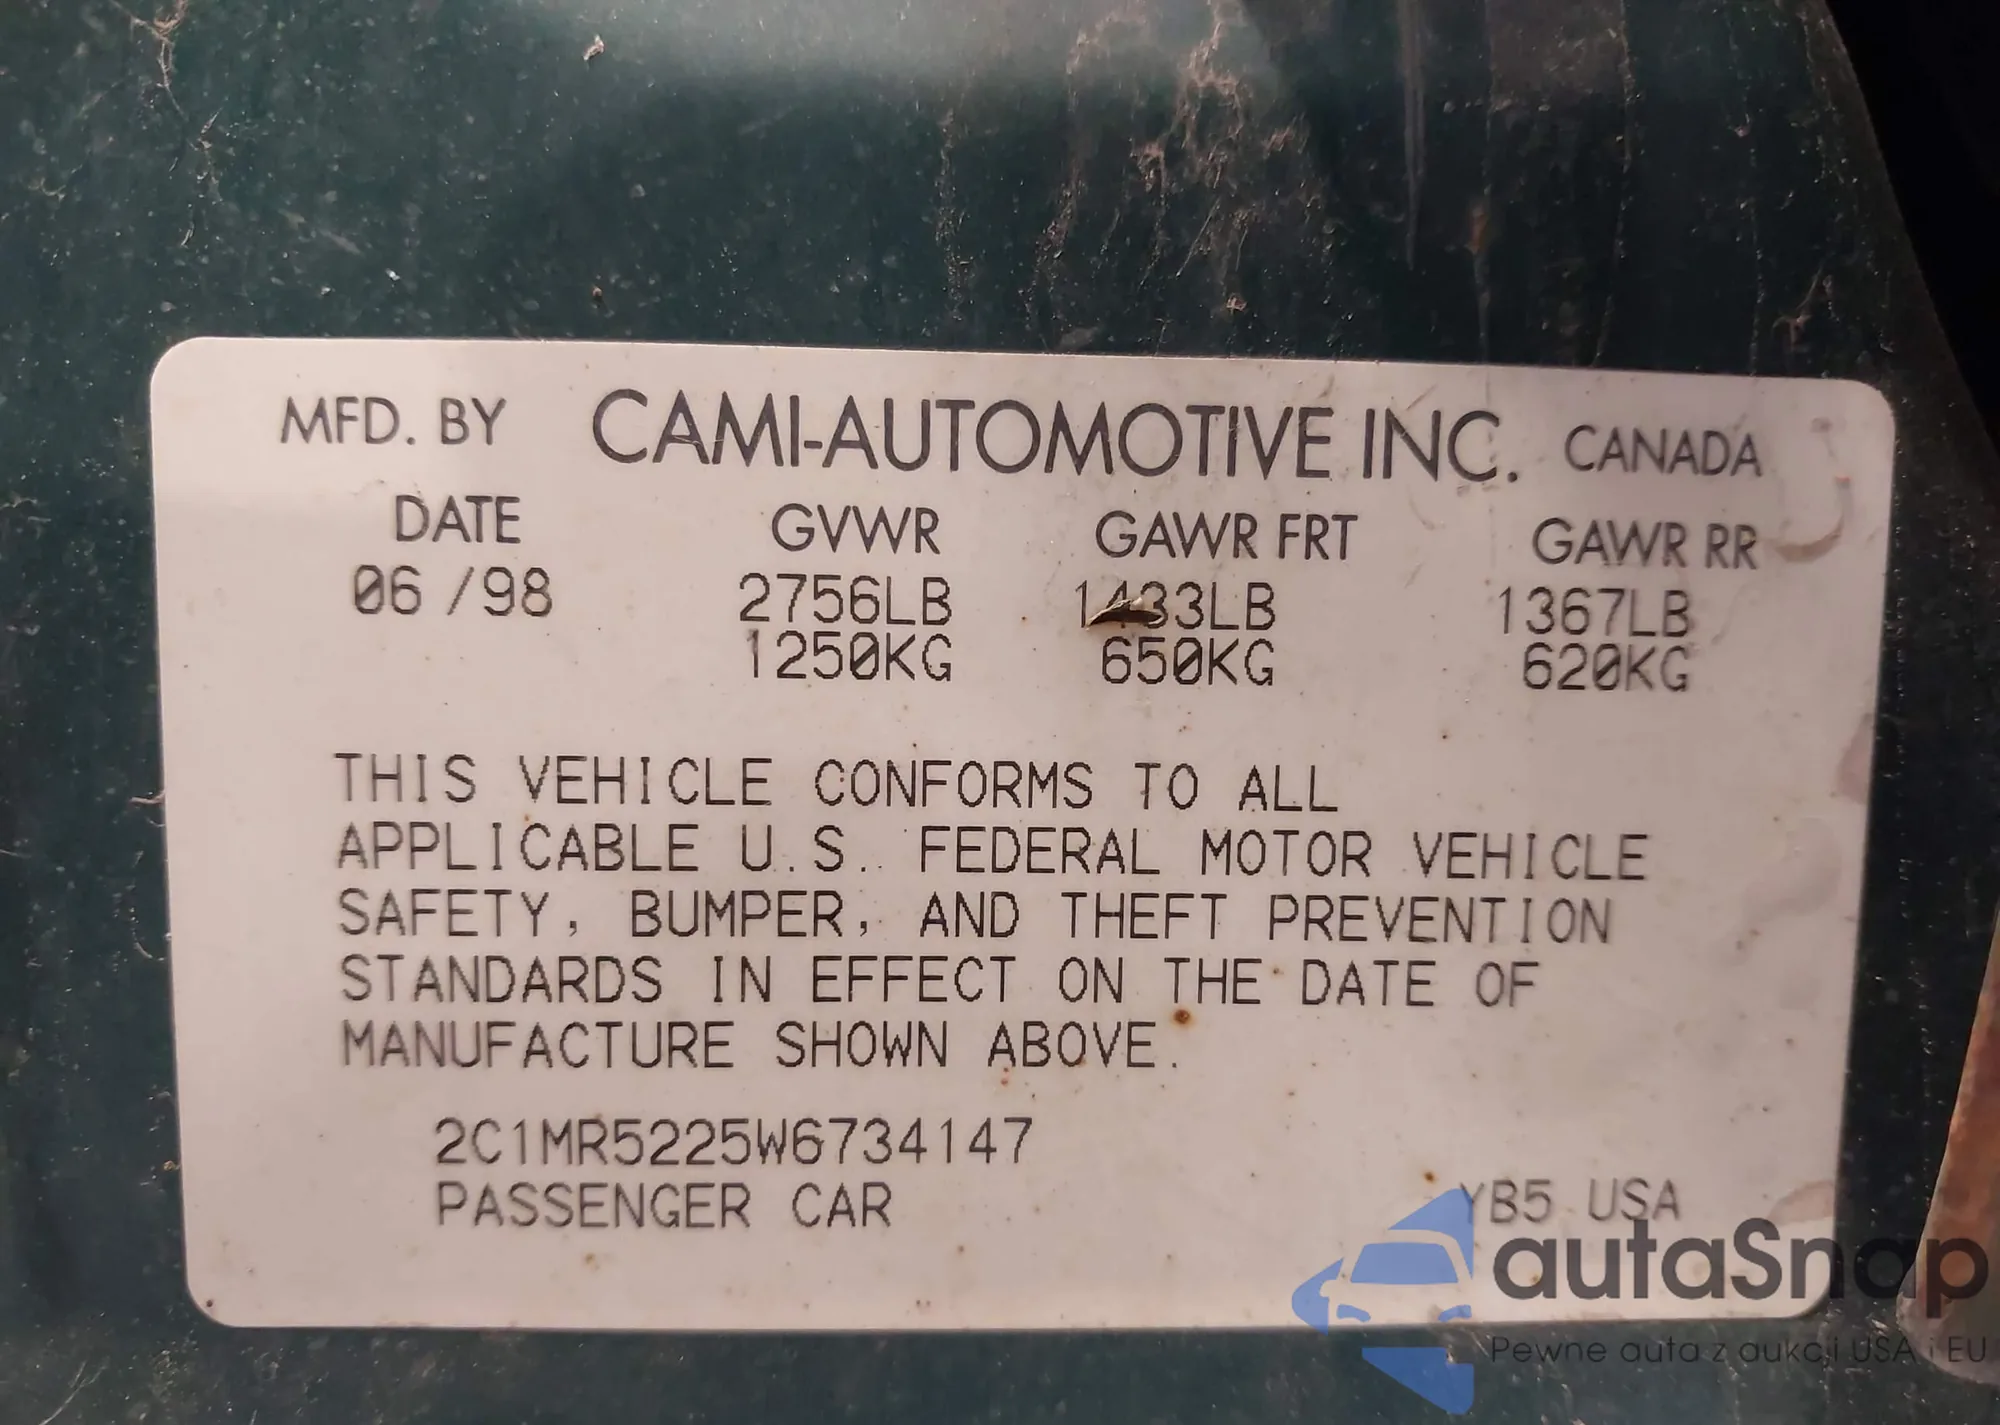 MFD. BY CAMI-AUTOMOTIVE INC. CANADA
DATE GVWR GAWR FRT GAWR RR
06 /98 2756LB 1433LB 1367LB
1250KG 650KG 620KG
THIS VEHICLE CONFORMS TO ALL
APPLICABLE U.S. FEDERAL MOTOR VEHICLE
SAFETY, BUMPER, AND THEFT PREVENTION
STANDARDS IN EFFECT ON THE DATE OF
MANUFACTURE SHOWN ABOVE.
2C1MR5225W6734147
PASSENGER CAR YB5 USA
autaSnap
Pewne auta z aukcji USA i EU